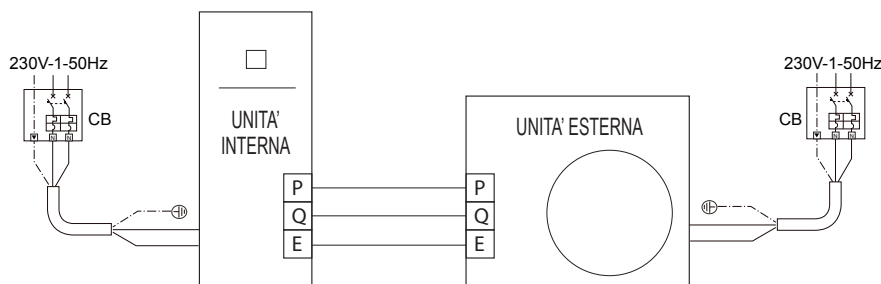 230V-1-50Hz
CB
N
N
UNITA'
INTERNA
P
Q
E
UNITA' ESTERNA
P
Q
E
230V-1-50Hz
CB
N
N